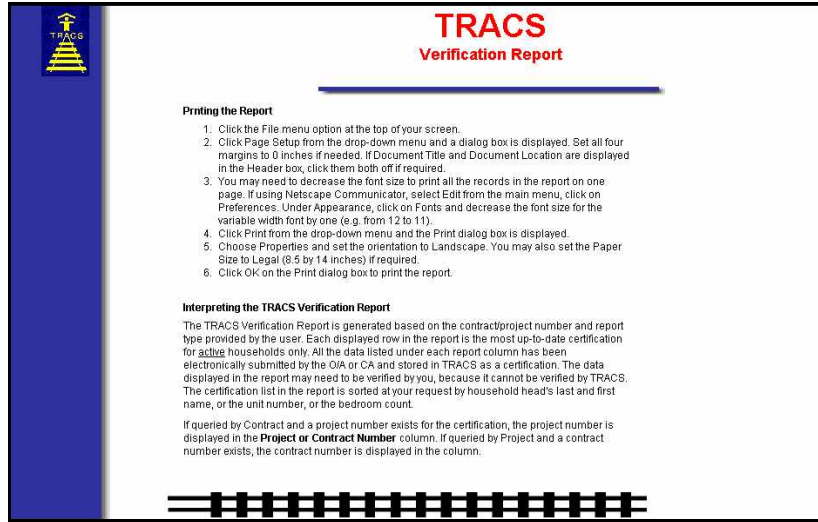 TRACS
TRACS
Verification Report
Prnting the Report
1. Click the File menu option at the top of your screen.
2. Click Page Setup from the drop-down menu and a dialog box is displayed. Set all four
margins to 0 inches if needed. If Document Title and Document Location are displayed
in the Header box, click them both off if required.
3. You may need to decrease the font size to print all the records in the report on one
page. If using Netscape Communicator, select Edit from the main menu, click on
Preferences. Under Appearance, click on Fonts and decrease the font size for the
variable width font by one (e.g. from 12 to 11).
4. Click Print from the drop-down menu and the Print dialog box is displayed.
5. Choose Properties and set the orientation to Landscape. You may also set the Paper
Size to Legal (8.5 by 14 inches) if required.
6. Click OK on the Print dialog box to print the report.
Interpreting the TRACS Verification Report
The TRACS Verification Report is generated based on the contract/project number and report
type provided by the user. Each displayed row in the report is the most up-to-date certification
for active households only. All the data listed under each report column has been
electronically submitted by the O/A or CA and stored in TRACS as a certification. The data
displayed in the report may need to be verified by you, because it cannot be verified by TRACS.
The certification list in the report is sorted at your request by household head's last and first
name, or the unit number, or the bedroom count.
If queried by Contract and a project number exists for the certification, the project number is
displayed in the Project or Contract Number column. If queried by Project and a contract
number exists, the contract number is displayed in the column.